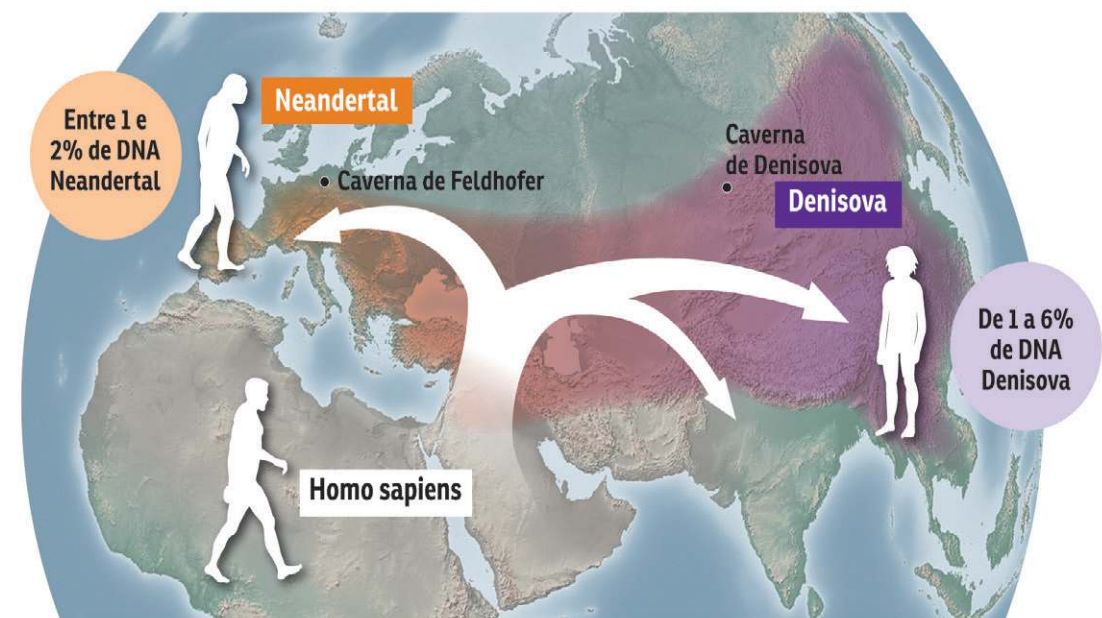 Entre 1 e
2% de DNA
Neandertal
Neandertal
Caverna de Feldhofer
Caverna
de Denisova
Denisova
De 1 a 6%
de DNA
Denisova
Homo sapiens